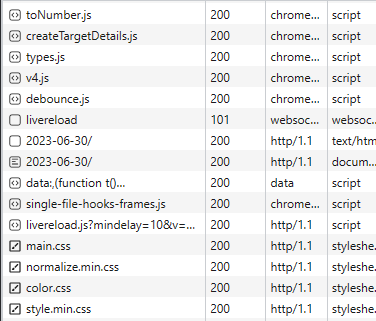 toNumber.js 200 chrome... script
createTargetDetails.js 200 chrome... script
types.js 200 chrome... script
v4.js 200 chrome... script
debounce.js 200 chrome... script
livereload 101 websoc... websoc...
2023-06-30/ 200 http/1.1 text/htm
2023-06-30/ 200 http/1.1 docum...
data:,(function t()... 200 data script
single-file-hooks-frames.js 200 chrome... script
livereload.js?mindelay=10&v=... 200 http/1.1 script
main.css 200 http/1.1 styleshe.
normalize.min.css 200 http/1.1 styleshe.
color.css 200 http/1.1 styleshe.
style.min.css 200 http/1.1 styleshe.